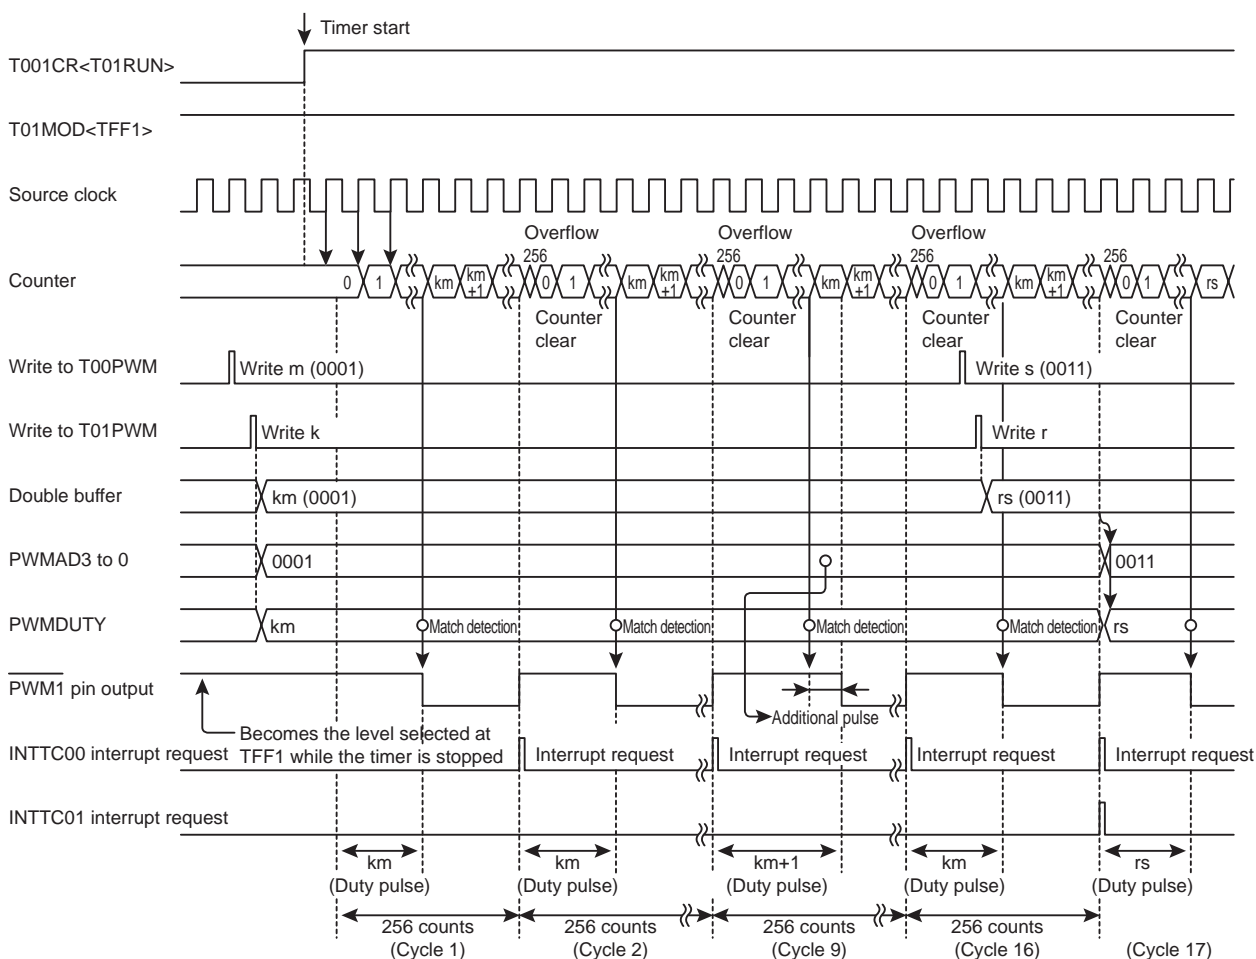 Timer start
T001CR<T01RUN>
T01MOD<TFF1>
Source clock
Overflow Overflow Overflow
256 256 256 256
Counter 0 1 km km+1 0 1 km km+1 0 1 km km+1 0 1 km km+1 0 1 rs
Counter clear Counter clear Counter clear Counter clear
Write to T00PWM Write m (0001) Write s (0011)
Write to T01PWM Write k Write r
Double buffer km (0001) rs (0011)
PWMAD3 to 0 0001 0011
PWMDUTY km Match detection Match detection Match detection Match detection rs
PWM1 pin output
Additional pulse
Becomes the level selected at
TFF1 while the timer is stopped
INTTC00 interrupt request Interrupt request Interrupt request Interrupt request Interrupt request
INTTC01 interrupt request
km km km+1 km rs
(Duty pulse) (Duty pulse) (Duty pulse) (Duty pulse) (Duty pulse)
256 counts 256 counts 256 counts 256 counts
(Cycle 1) (Cycle 2) (Cycle 9) (Cycle 16) (Cycle 17)